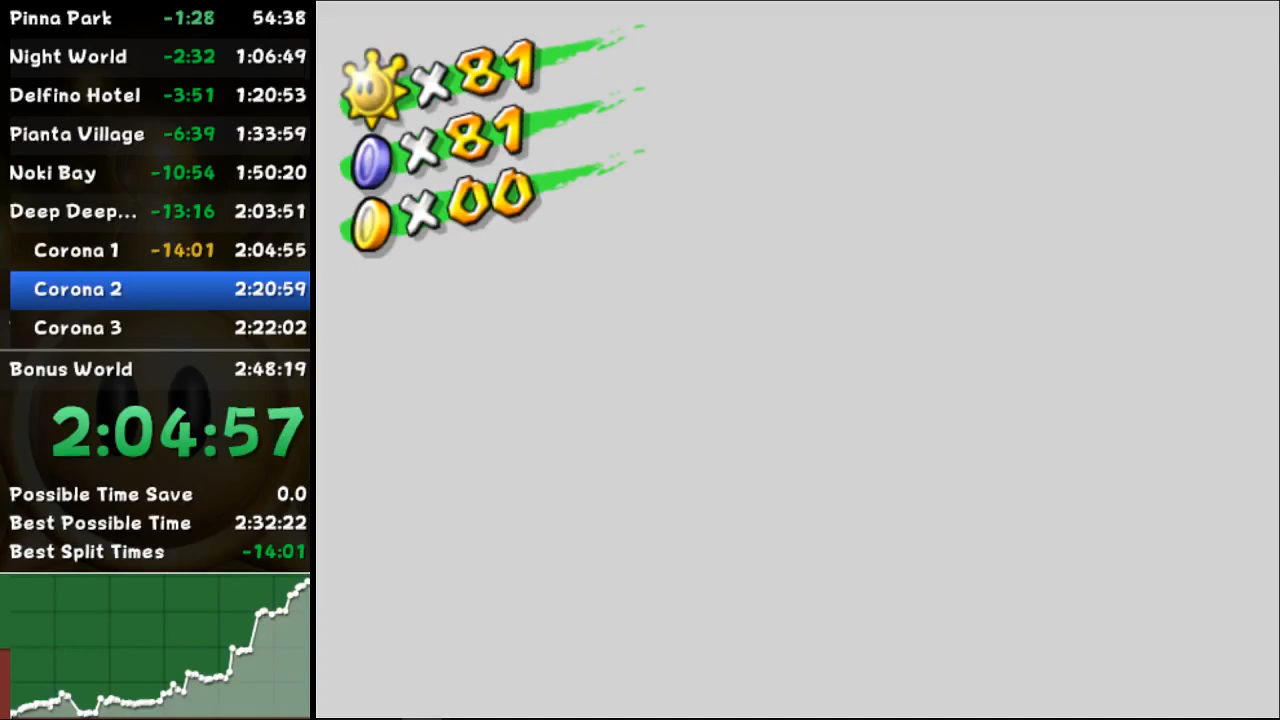 Pinna Park -1:28 54:38
Night World -2:32 1:06:49
Delfino Hotel -3:51 1:20:53
Pianta Village -6:39 1:33:59
Noki Bay -10:54 1:50:20
Deep Deep... -13:16 2:03:51
Corona 1 -14:01 2:04:55
Corona 2 2:20:59
Corona 3 2:22:02
Bonus World 2:48:19
2:04:57
Possible Time Save 0.0
Best Possible Time 2:32:22
Best Split Times -14:01
×81
×81
×00